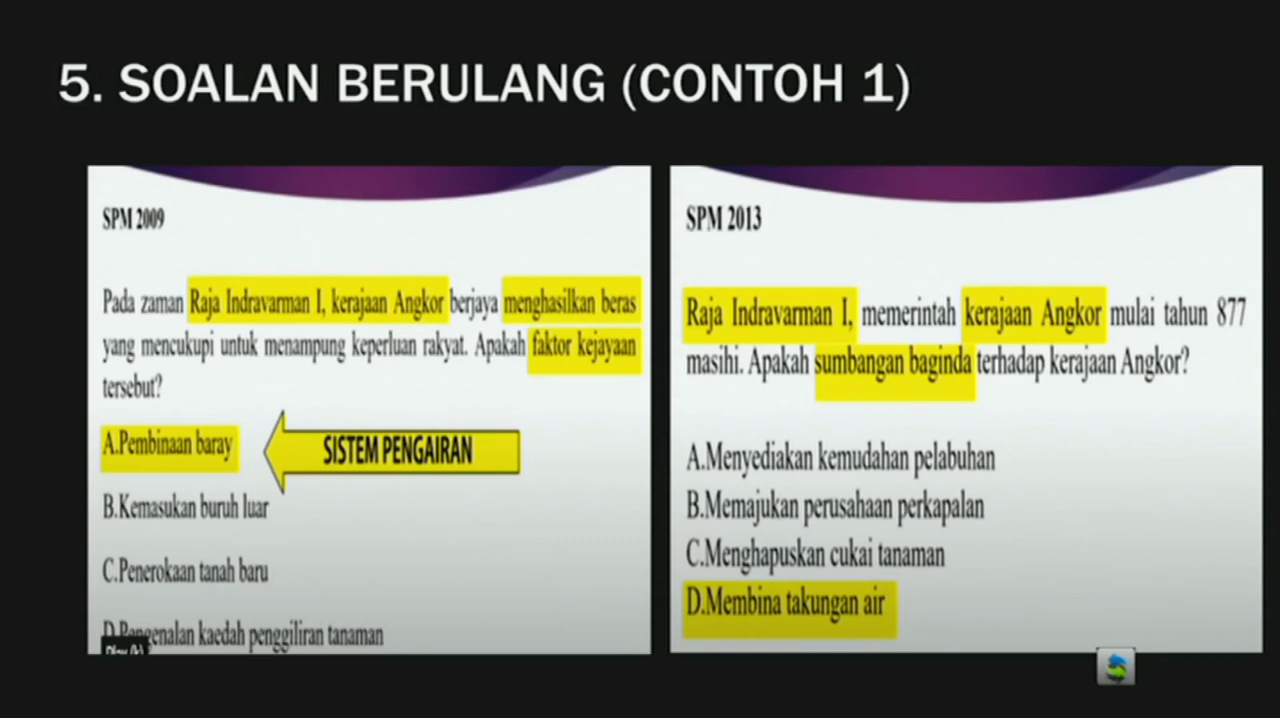 5. SOALAN BERULANG (CONTOH 1)
SPM 2009
Pada zaman Raja Indravarman I, kerajaan Angkor berjaya menghasilkan beras
yang mencukupi untuk menampung keperluan rakyat. Apakah faktor kejayaan
tersebut?
A.Pembinaan baray
SISTEM PENGAIRAN
B.Kemasukan buruh luar
C.Penerokaan tanah baru
D.Pengenalan kaedah penggiliran tanaman
Play (k)
SPM 2013
Raja Indravarman I, memerintah kerajaan Angkor mulai tahun 877
masihi. Apakah sumbangan baginda terhadap kerajaan Angkor?
A.Menyediakan kemudahan pelabuhan
B.Memajukan perusahaan perkapalan
C.Menghapuskan cukai tanaman
D.Membina takungan air